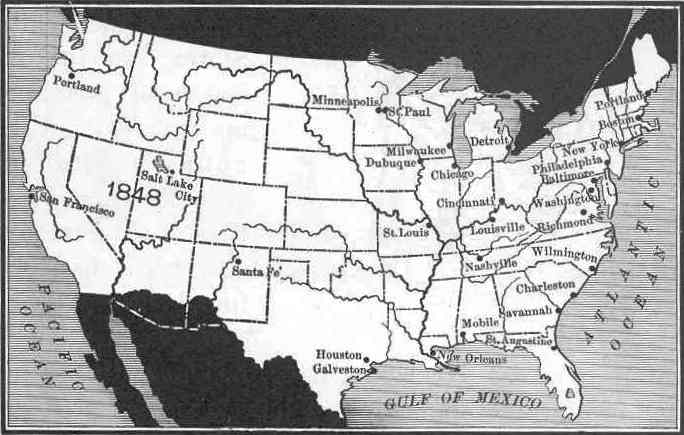 Portland
Minneapolis
St. Paul
Portland
Boston
New York
Milwaukee
Detroit
Dubuque
Chicago
Philadelphia
Baltimore
Salt Lake
City
1848
San Francisco
Cincinnati
Washington
St. Louis
Louisville
Richmond
Santa Fe
Nashville
Wilmington
Charleston
Savannah
Mobile
St. Augustine
Houston
Galveston
New Orleans
PACIFIC
OCEAN
ATLANTIC
OCEAN
GULF OF MEXICO